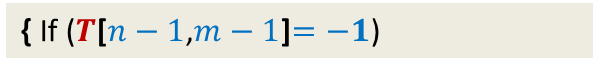 { If (T[n − 1,m − 1]= −1)